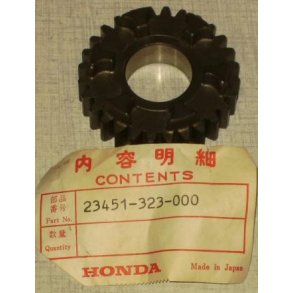 内容明細
CONTENTS
部品
番号
Part No.
23451-323-000
数量
Quantity
HONDA
Made in Japan